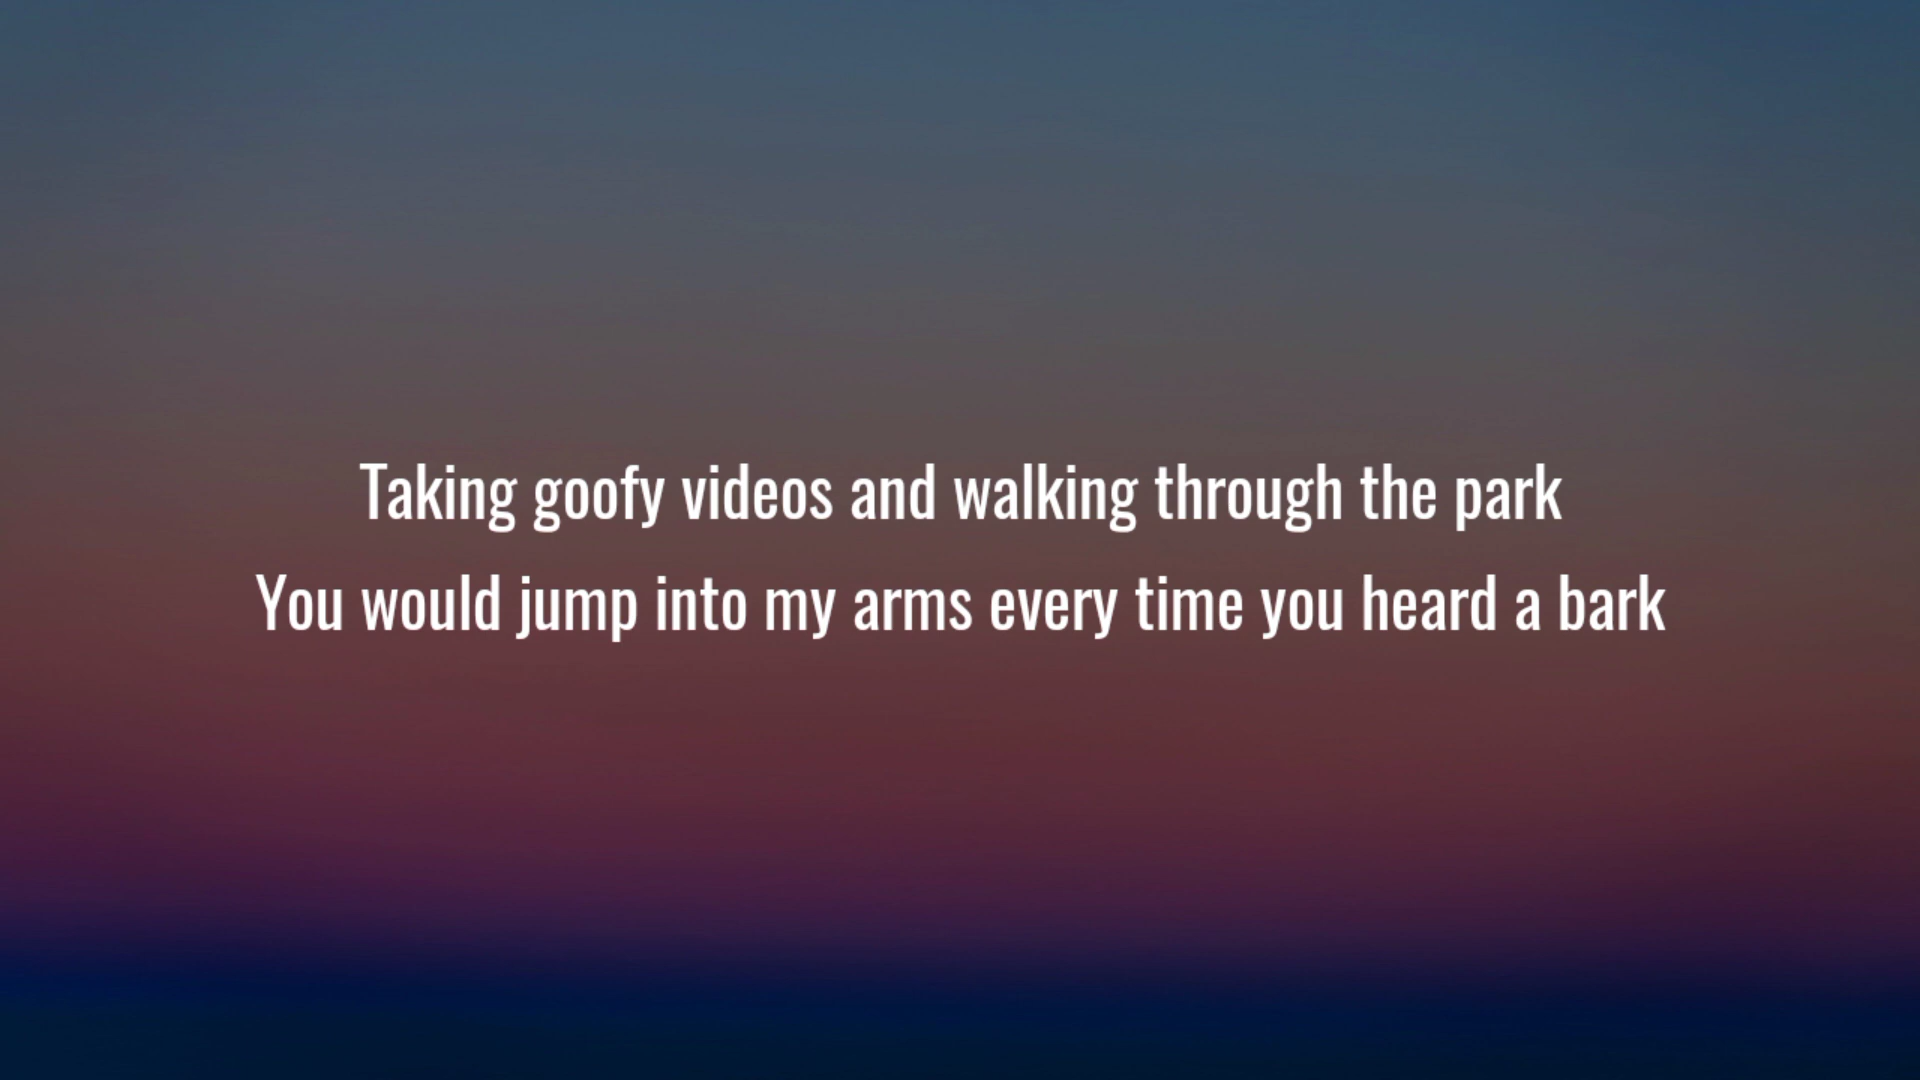 Taking goofy videos and walking through the park
You would jump into my arms every time you heard a bark